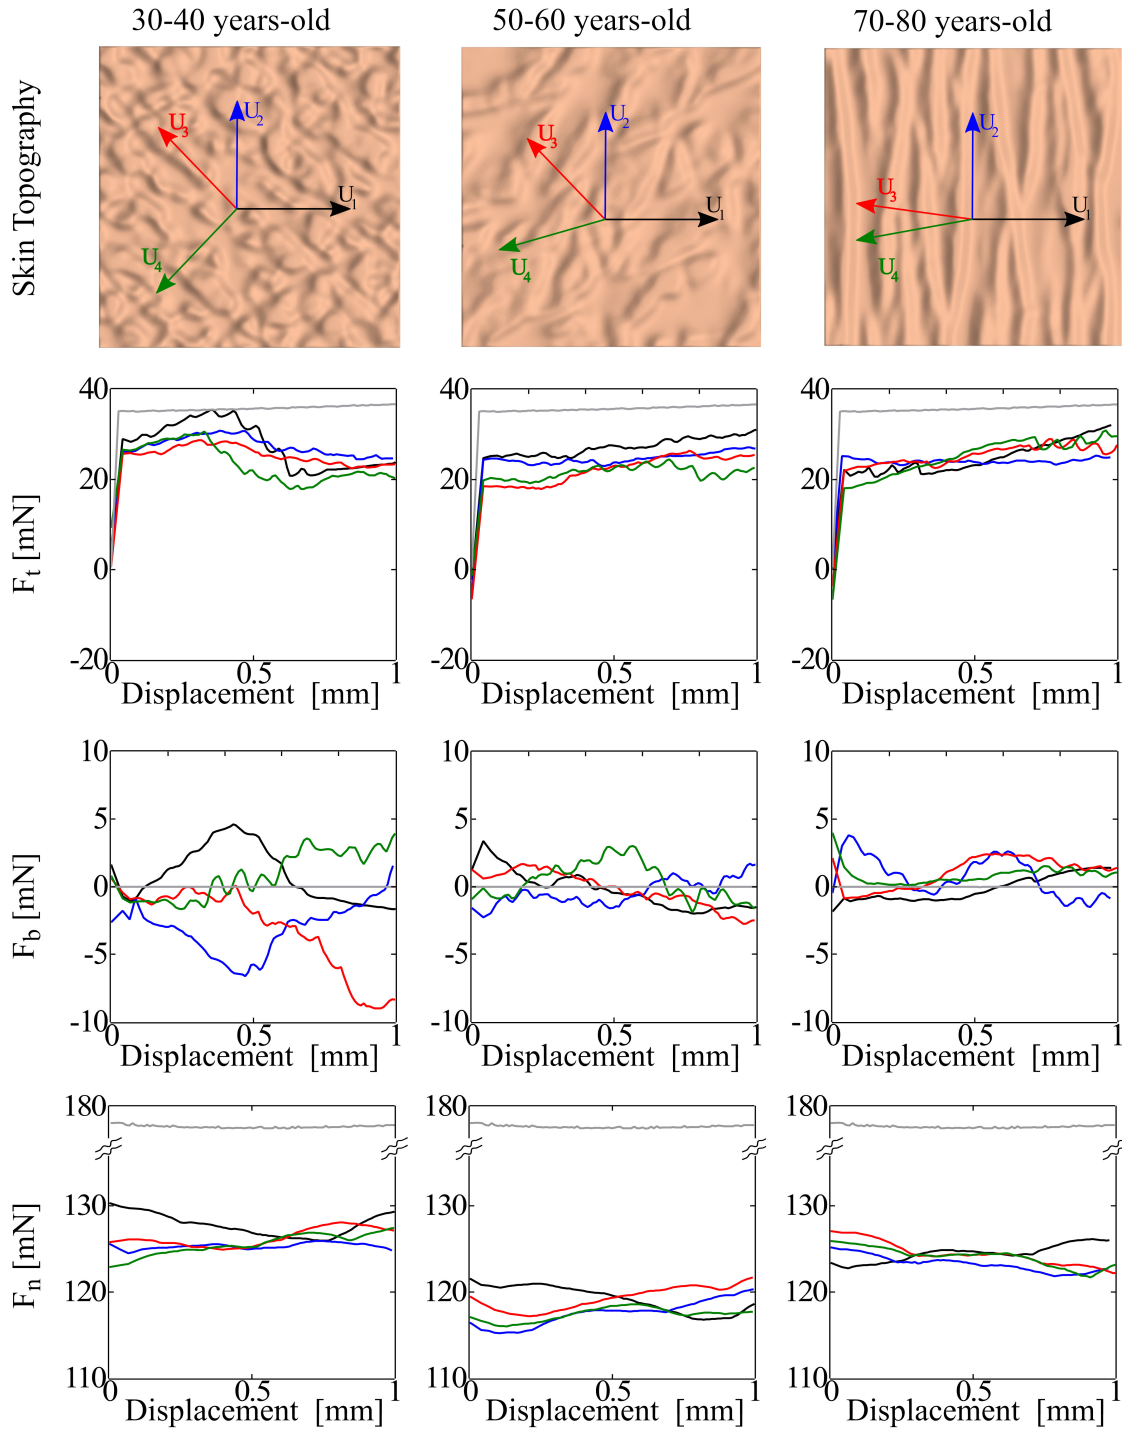 30-40 years-old 50-60 years-old 70-80 years-old
Skin Topography
U1 U2 U3 U4
U1 U2 U3 U4
U1 U2 U3 U4
Ft [mN]
40 20 0 -20
0 0.5 1
Displacement [mm]
40 20 0 -20
0 0.5 1
Displacement [mm]
40 20 0 -20
0 0.5 1
Displacement [mm]
Fb [mN]
10 5 0 -5 -10
0 0.5 1
Displacement [mm]
10 5 0 -5 -10
0 0.5 1
Displacement [mm]
10 5 0 -5 -10
0 0.5 1
Displacement [mm]
Fn [mN]
180 130 120 110
0 0.5 1
Displacement [mm]
180 130 120 110
0 0.5 1
Displacement [mm]
180 130 120 110
0 0.5 1
Displacement [mm]